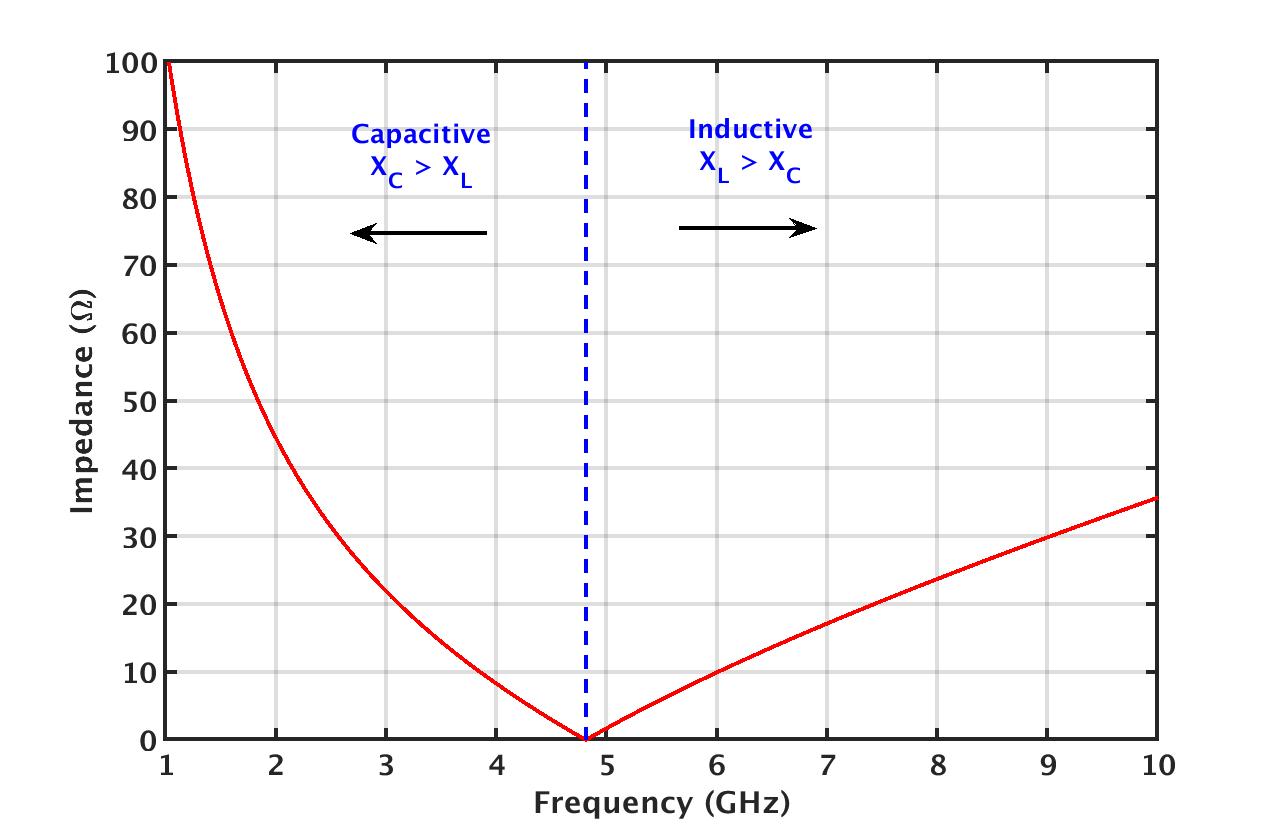 100
90
80
70
60
50
40
30
20
10
0
Impedance (Ω)
Capacitive
X_C > X_L
Inductive
X_L > X_C
1 2 3 4 5 6 7 8 9 10
Frequency (GHz)